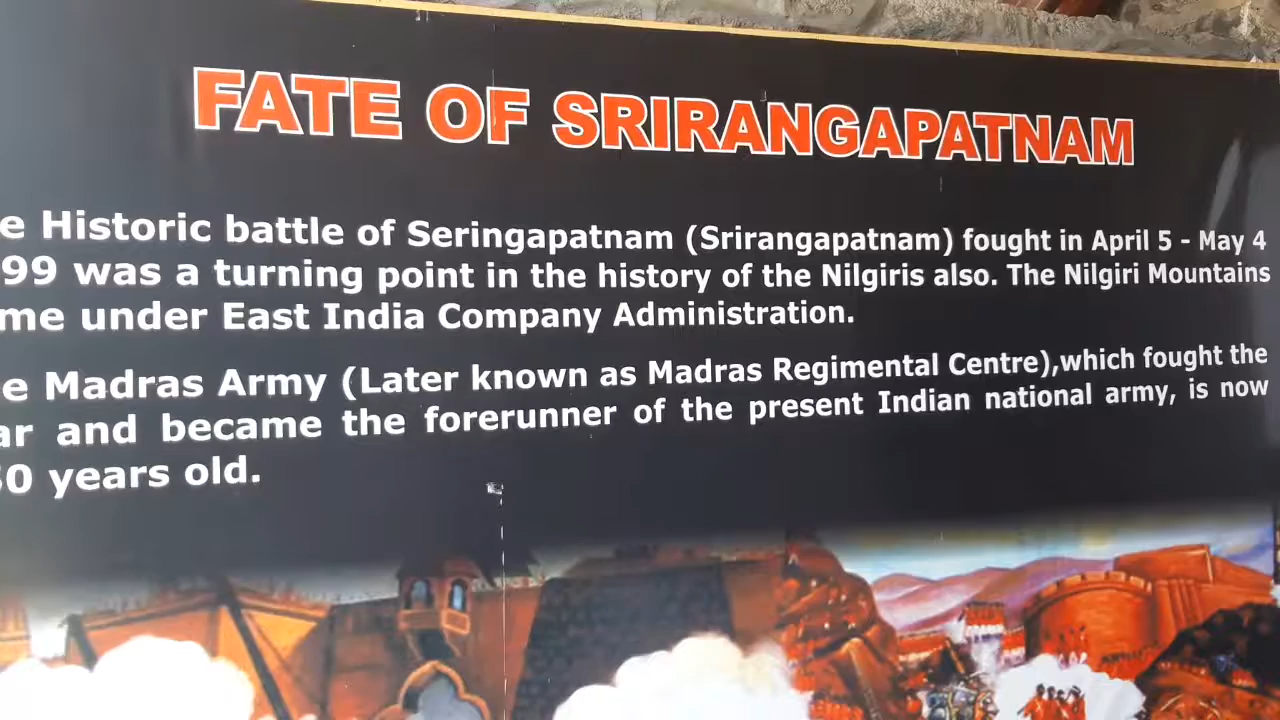 FATE OF SRIRANGAPATNAM
e Historic battle of Seringapatnam (Srirangapatnam) fought in April 5 - May 4
99 was a turning point in the history of the Nilgiris also. The Nilgiri Mountains
me under East India Company Administration.
e Madras Army (Later known as Madras Regimental Centre),which fought the
ar and became the forerunner of the present Indian national army, is now
50 years old.